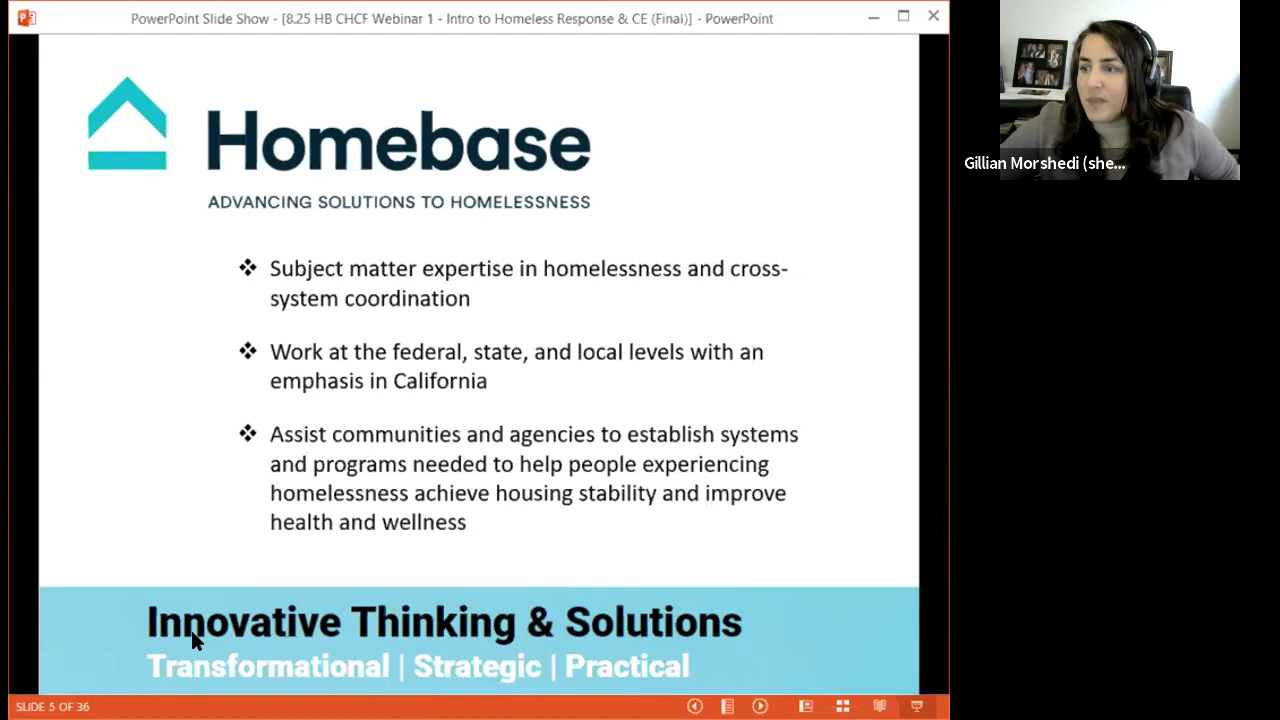 PowerPoint Slide Show - [8.25 HB CHCF Webinar 1 - Intro to Homeless Response & CE (Final)] - PowerPoint
Homebase
ADVANCING SOLUTIONS TO HOMELESSNESS
❖ Subject matter expertise in homelessness and cross-
system coordination
❖ Work at the federal, state, and local levels with an
emphasis in California
❖ Assist communities and agencies to establish systems
and programs needed to help people experiencing
homelessness achieve housing stability and improve
health and wellness
Innovative Thinking & Solutions
Transformational | Strategic | Practical
SLIDE 5 OF 36
Gillian Morshedi (she...